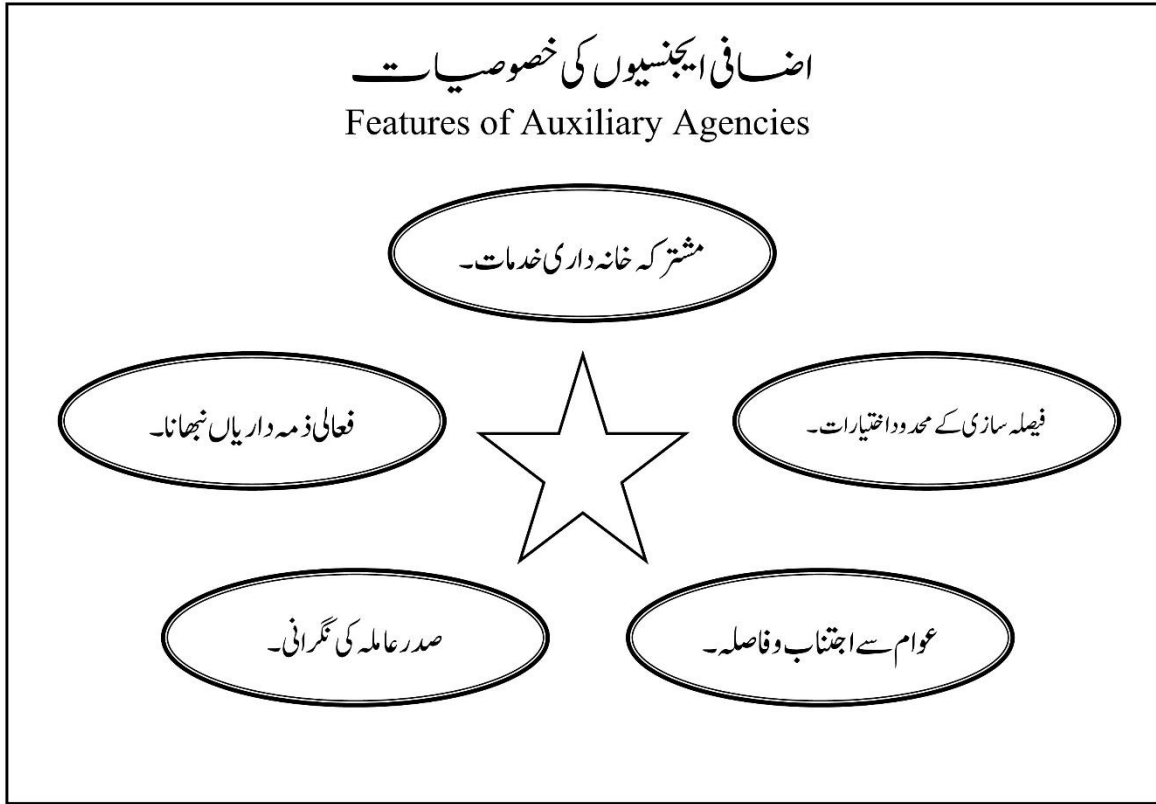 اضافی ایجنسیوں کی خصوصیات
Features of Auxiliary Agencies
مشترکہ خانہ داری خدمات۔
فیصلہ سازی کے محدود اختیارات۔
فعالی ذمہ داریاں نبھانا۔
عوام سے اجتناب و فاصلہ۔
صدر عاملہ کی نگرانی۔